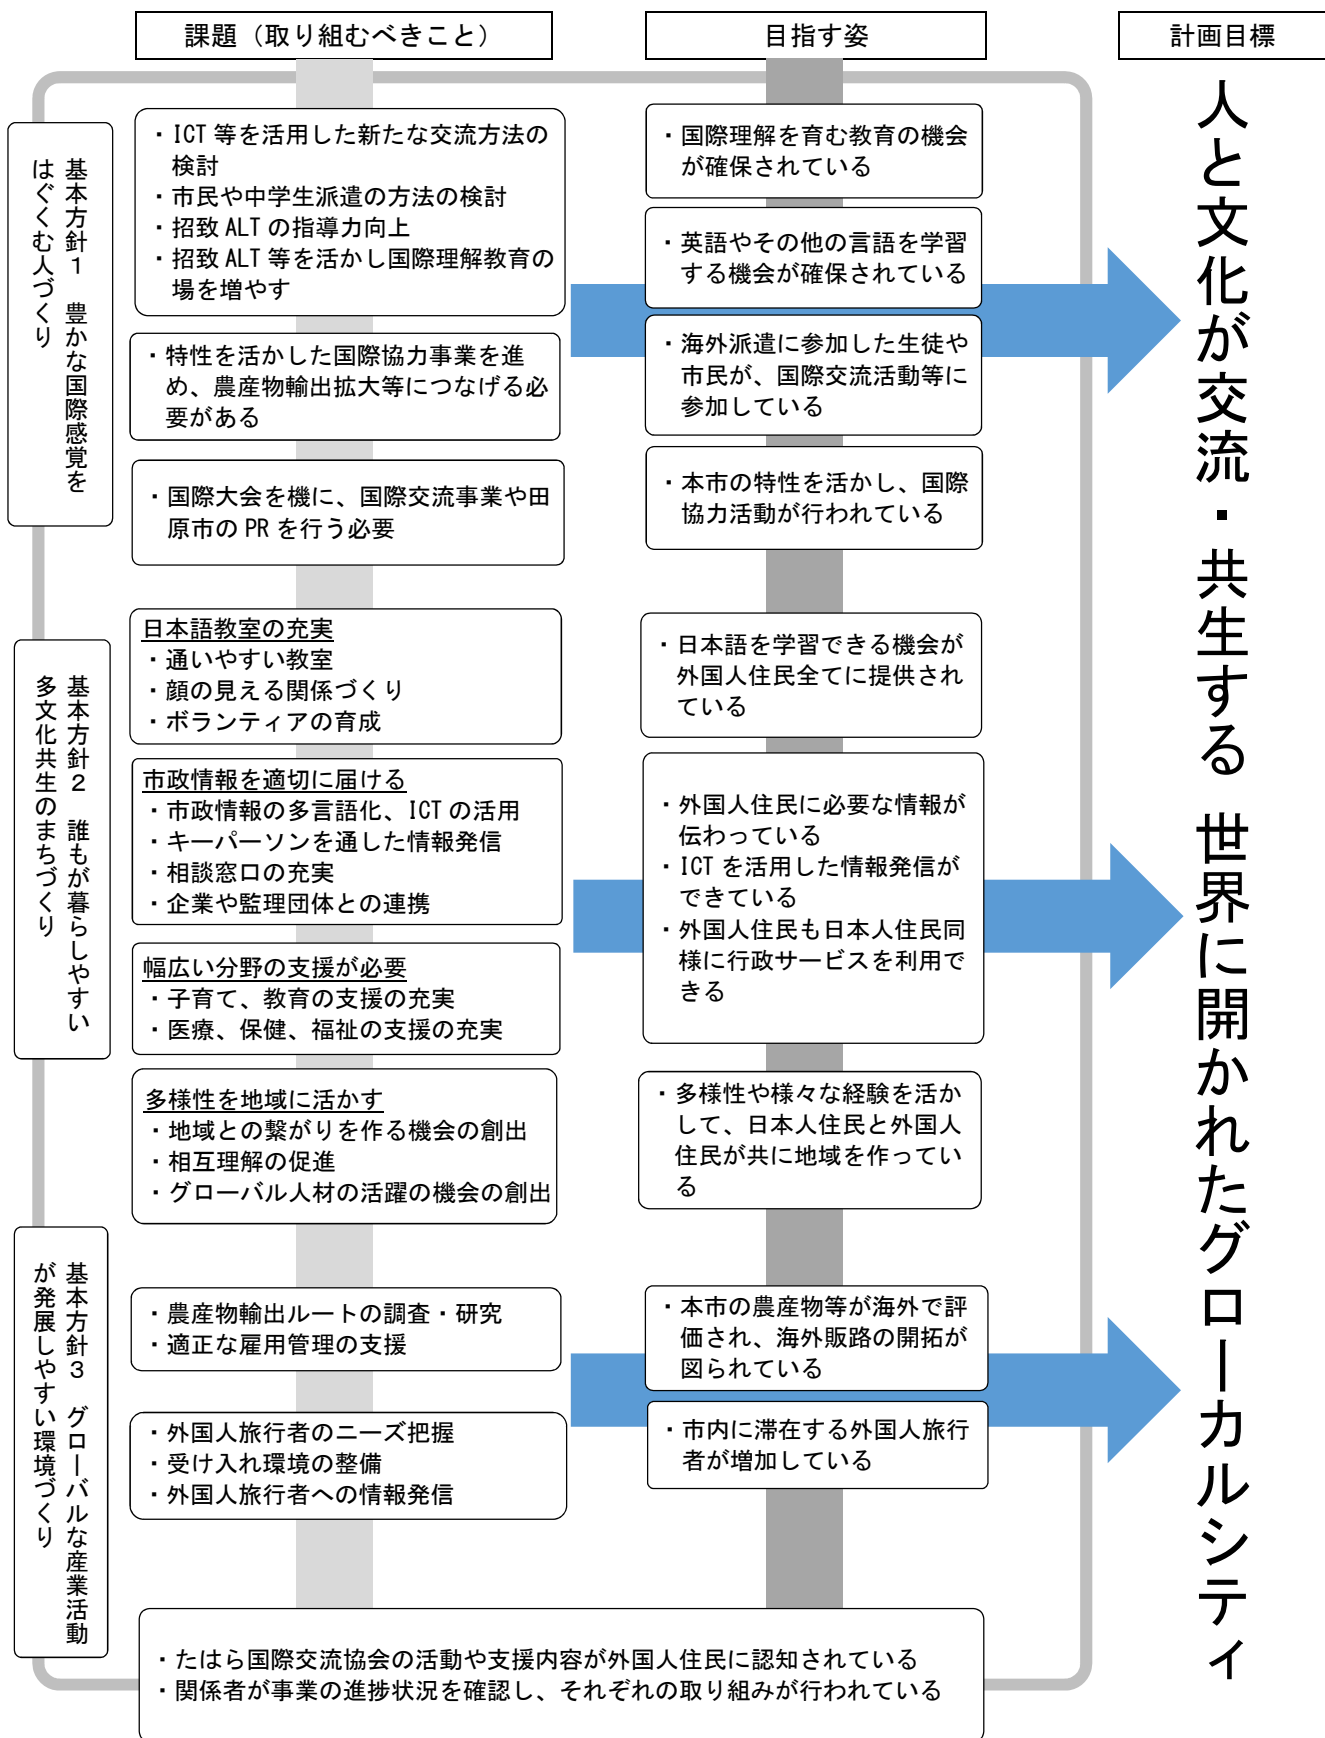 課題（取り組むべきこと）
目指す姿
計画目標
基本方針１　豊かな国際感覚を
はぐくむ人づくり
・ICT 等を活用した新たな交流方法の
検討
・市民や中学生派遣の方法の検討
・招致 ALT の指導力向上
・招致 ALT 等を活かし国際理解教育の
場を増やす
・特性を活かした国際協力事業を進
め、農産物輸出拡大等につなげる必
要がある
・国際大会を機に、国際交流事業や田
原市の PR を行う必要
・国際理解を育む教育の機会
が確保されている
・英語やその他の言語を学習
する機会が確保されている
・海外派遣に参加した生徒や
市民が、国際交流活動等に
参加している
・本市の特性を活かし、国際
協力活動が行われている
基本方針２　誰もが暮らしやすい
多文化共生のまちづくり
日本語教室の充実
・通いやすい教室
・顔の見える関係づくり
・ボランティアの育成
市政情報を適切に届ける
・市政情報の多言語化、ICT の活用
・キーパーソンを通した情報発信
・相談窓口の充実
・企業や監理団体との連携
幅広い分野の支援が必要
・子育て、教育の支援の充実
・医療、保健、福祉の支援の充実
多様性を地域に活かす
・地域との繋がりを作る機会の創出
・相互理解の促進
・グローバル人材の活躍の機会の創出
・日本語を学習できる機会が
外国人住民全てに提供され
ている
・外国人住民に必要な情報が
伝わっている
・ICT を活用した情報発信が
できている
・外国人住民も日本人住民同
様に行政サービスを利用で
きる
・多様性や様々な経験を活か
して、日本人住民と外国人
住民が共に地域を作ってい
る
基本方針３　グローバルな産業活動
が発展しやすい環境づくり
・農産物輸出ルートの調査・研究
・適正な雇用管理の支援
・外国人旅行者のニーズ把握
・受け入れ環境の整備
・外国人旅行者への情報発信
・本市の農産物等が海外で評
価され、海外販路の開拓が
図られている
・市内に滞在する外国人旅行
者が増加している
・たはら国際交流協会の活動や支援内容が外国人住民に認知されている
・関係者が事業の進捗状況を確認し、それぞれの取り組みが行われている
人と文化が交流・共生する　世界に開かれたグローカルシティ